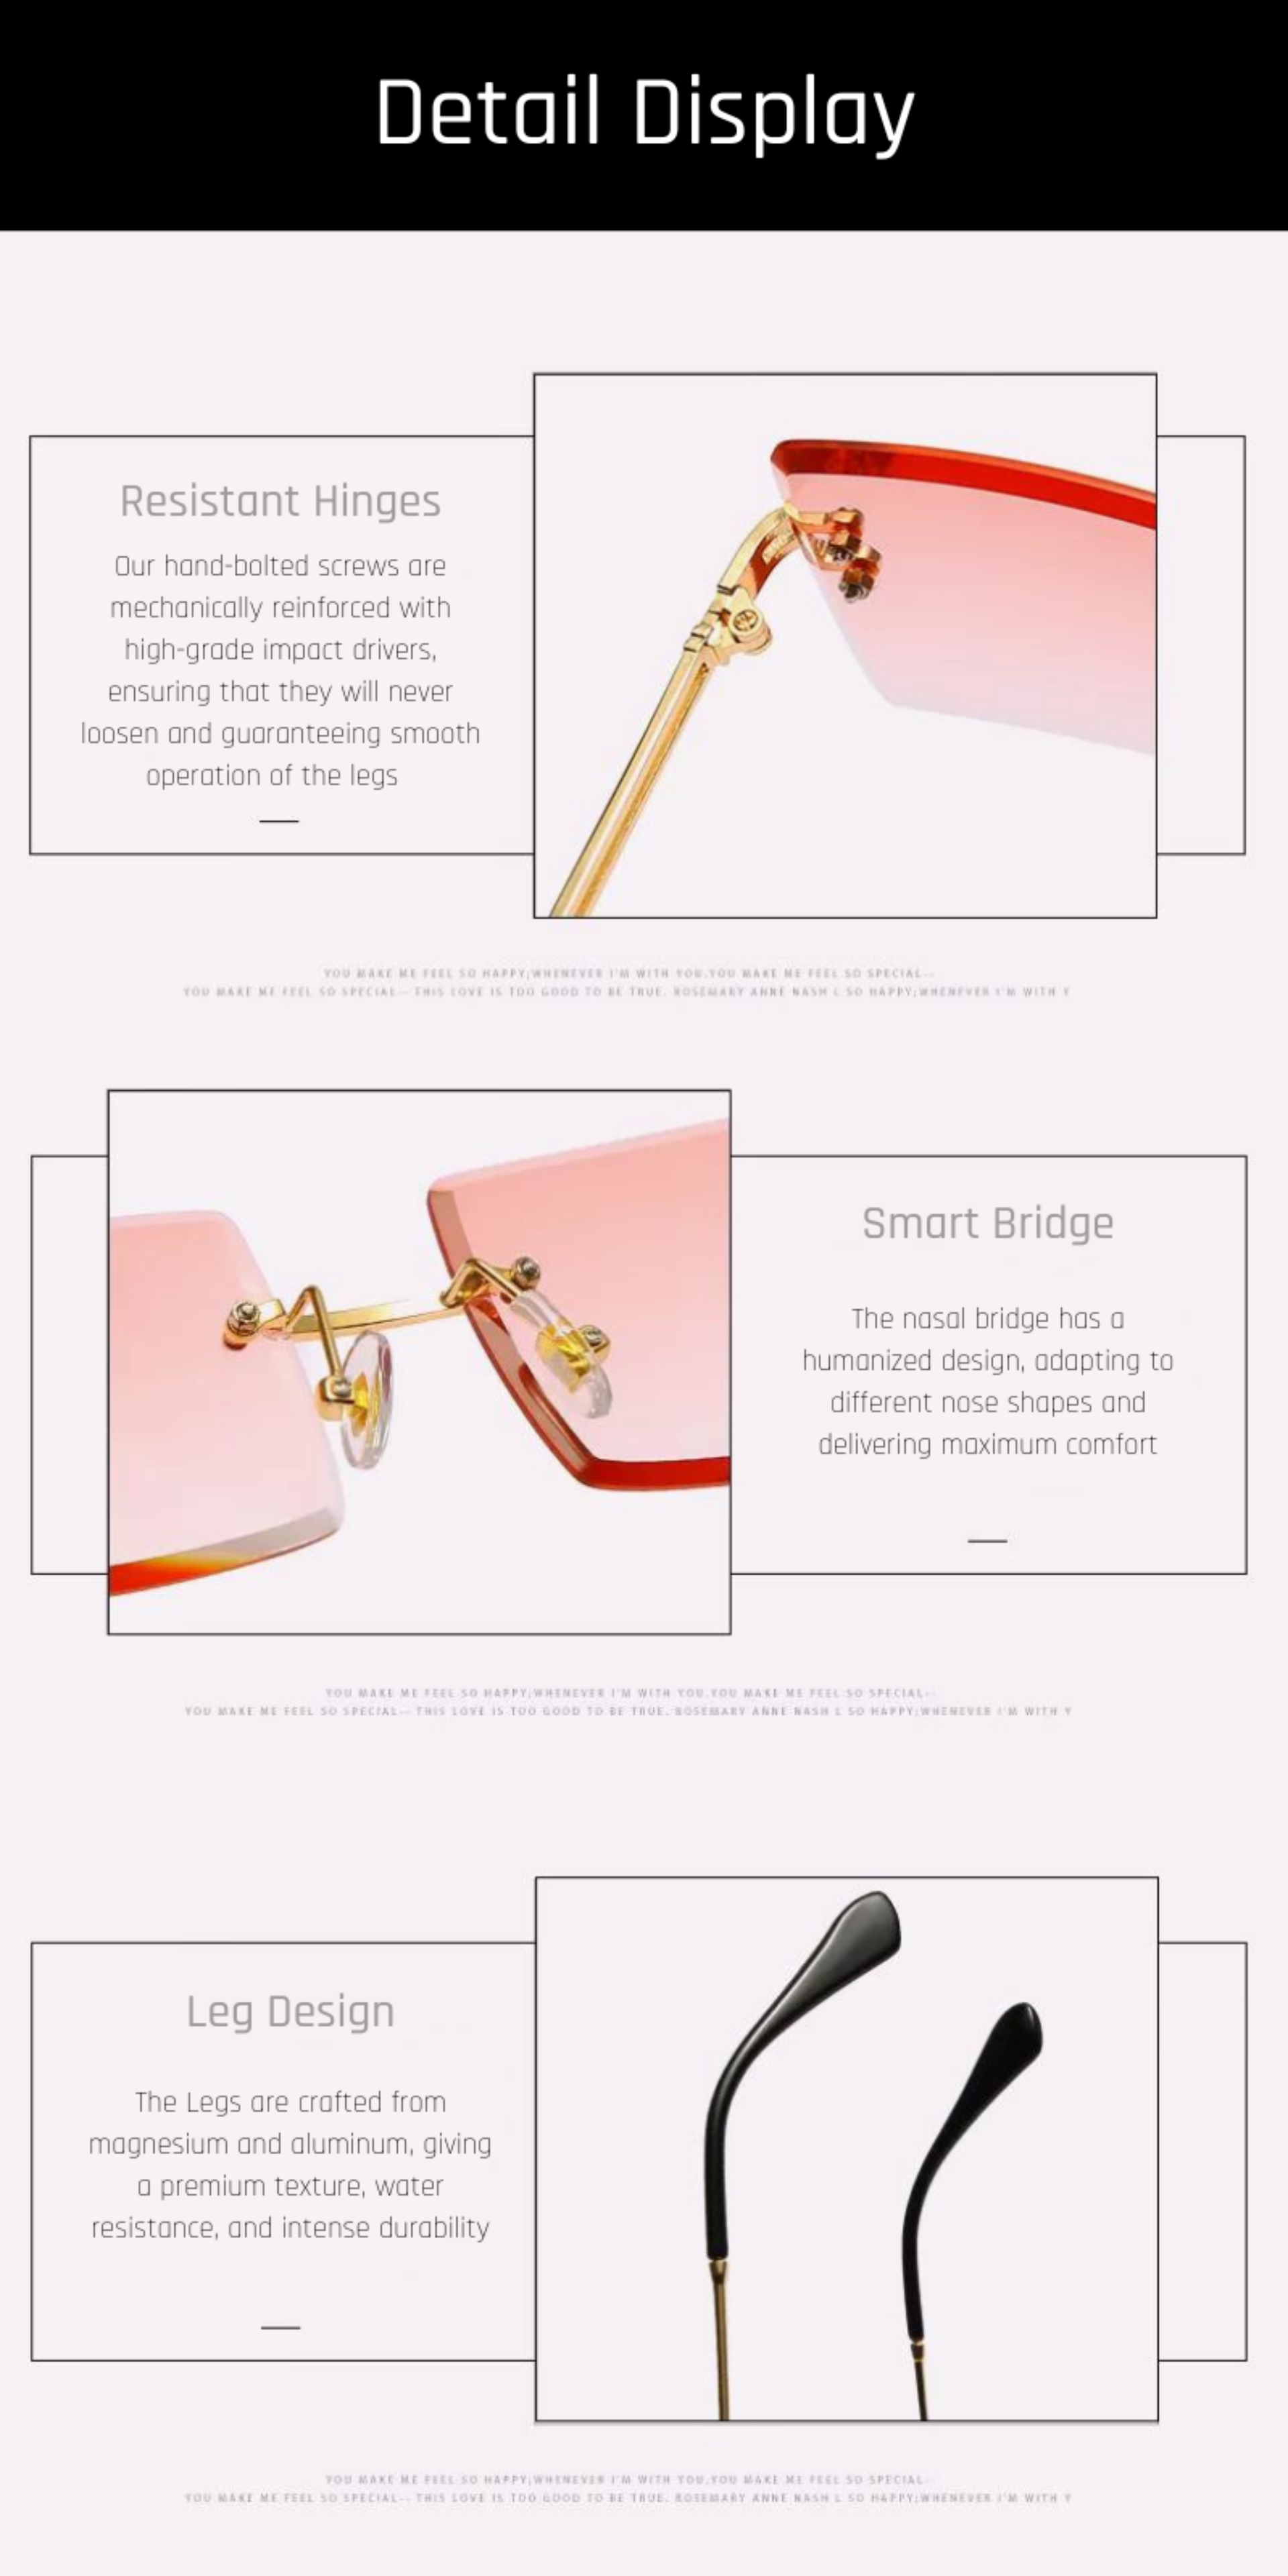 Detail Display
Resistant Hinges
Our hand-bolted screws are
mechanically reinforced with
high-grade impact drivers,
ensuring that they will never
loosen and guaranteeing smooth
operation of the legs
YOU MAKE ME FEEL SO HAPPY;WHENEVER I'M WITH YOU.YOU MAKE ME FEEL SO SPECIAL--
YOU MAKE ME FEEL SO SPECIAL-- THIS LOVE IS TOO GOOD TO BE TRUE. ROSEMARY ANNE NASH L SO HAPPY;WHENEVER I'M WITH Y
Smart Bridge
The nasal bridge has a
humanized design, adapting to
different nose shapes and
delivering maximum comfort
YOU MAKE ME FEEL SO HAPPY;WHENEVER I'M WITH YOU.YOU MAKE ME FEEL SO SPECIAL--
YOU MAKE ME FEEL SO SPECIAL-- THIS LOVE IS TOO GOOD TO BE TRUE. ROSEMARY ANNE NASH L SO HAPPY;WHENEVER I'M WITH Y
Leg Design
The Legs are crafted from
magnesium and aluminum, giving
a premium texture, water
resistance, and intense durability
YOU MAKE ME FEEL SO HAPPY;WHENEVER I'M WITH YOU.YOU MAKE ME FEEL SO SPECIAL--
YOU MAKE ME FEEL SO SPECIAL-- THIS LOVE IS TOO GOOD TO BE TRUE. ROSEMARY ANNE NASH L SO HAPPY;WHENEVER I'M WITH Y